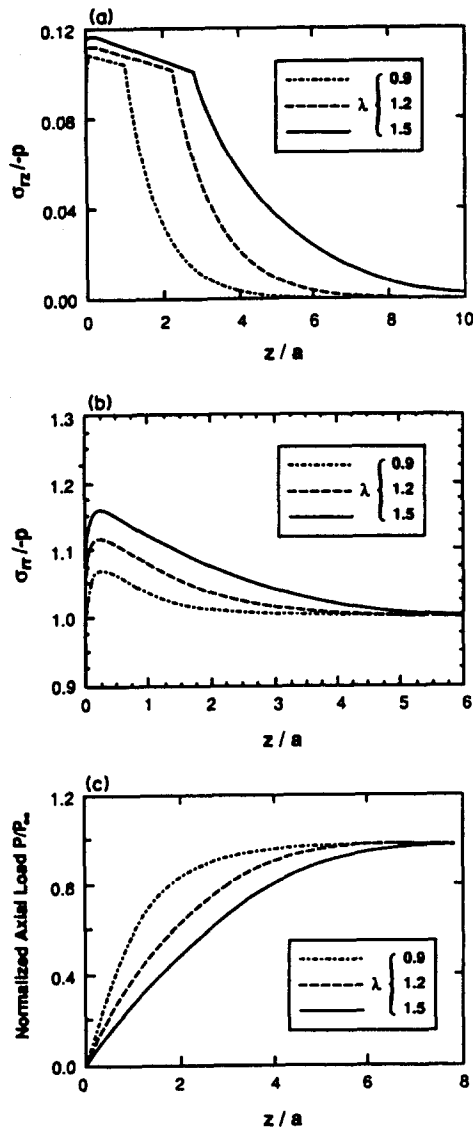 (a)
0.12
0.08
0.04
0.00
σrz/-p
0.9
λ { 1.2
1.5
0 2 4 6 8 10
z / a
(b)
1.3
1.2
1.1
1.0
0.9
σrr/-p
0.9
λ { 1.2
1.5
0 1 2 3 4 5 6
z / a
(c)
1.2
0.8
0.4
0.0
Normalized Axial Load P/P∞
0.9
λ { 1.2
1.5
0 2 4 6 8
z / a